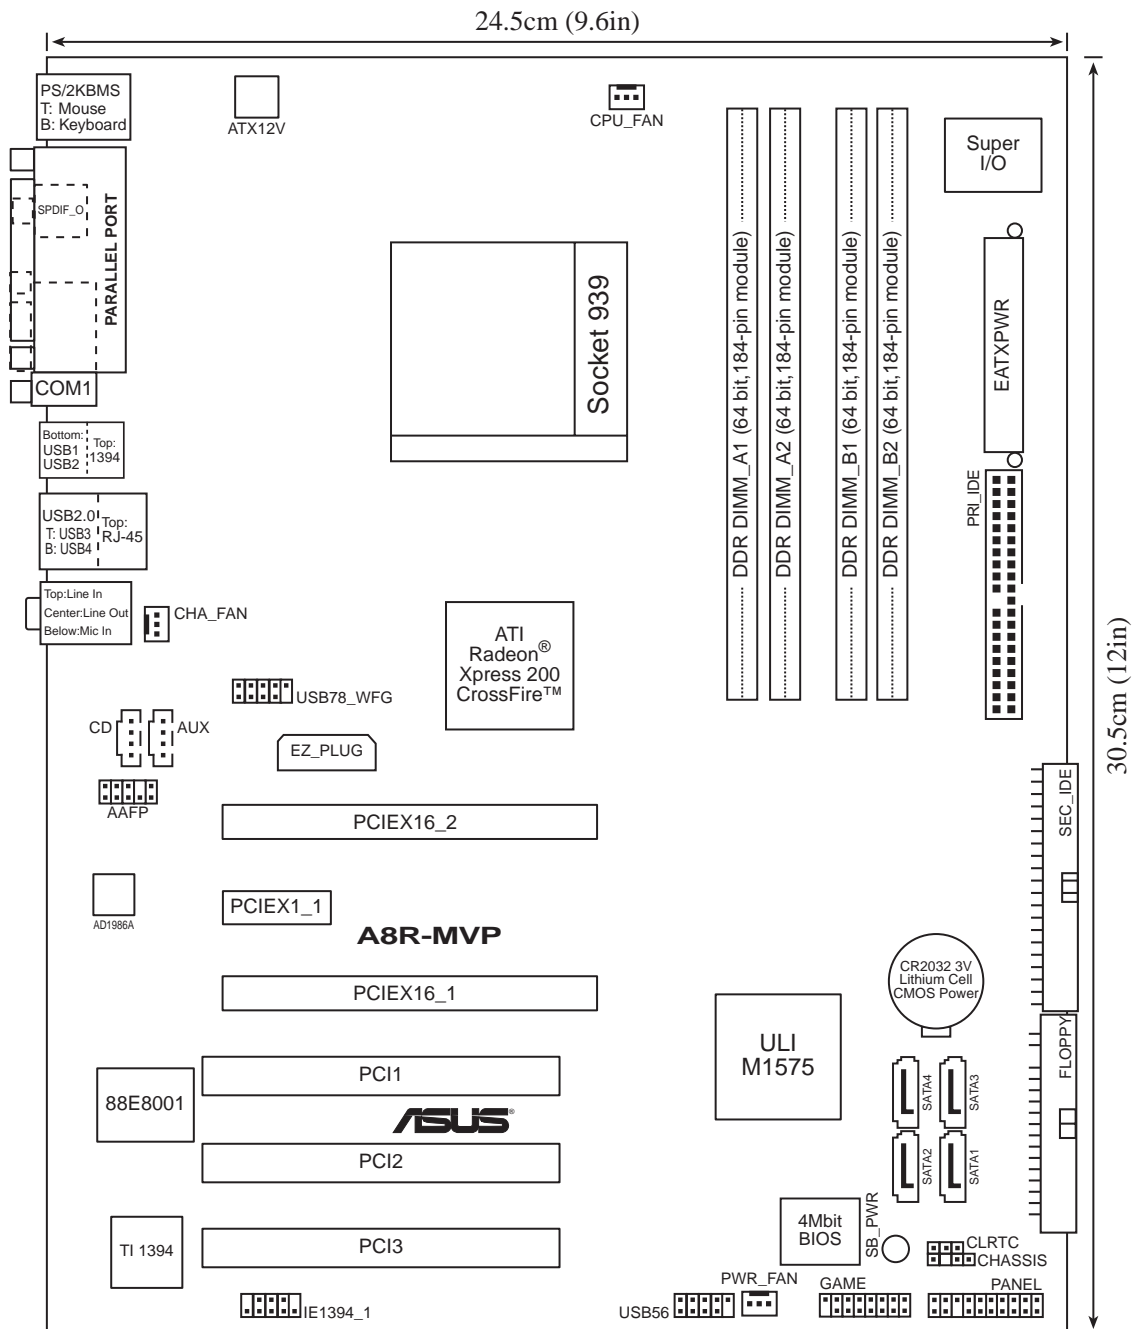 24.5cm (9.6in)
PS/2KBMS
T: Mouse
B: Keyboard
ATX12V
CPU_FAN
Super
I/O
SPDIF_O
PARALLEL PORT
COM1
Socket 939
DDR DIMM_A1 (64 bit,184-pin module)
DDR DIMM_A2 (64 bit,184-pin module)
DDR DIMM_B1 (64 bit,184-pin module)
DDR DIMM_B2 (64 bit,184-pin module)
EATXPWR
PRI_IDE
Bottom:
USB1
USB2
Top:
1394
USB2.0
T: USB3
B: USB4
Top:
RJ-45
Top:Line In
Center:Line Out
Below:Mic In
CHA_FAN
ATI
Radeon®
Xpress 200
CrossFire™
USB78_WFG
CD
AUX
EZ_PLUG
AAFP
30.5cm (12in)
SEC_IDE
PCIEX16_2
AD1986A
PCIEX1_1
A8R-MVP
PCIEX16_1
CR2032 3V
Lithium Cell
CMOS Power
ULI
M1575
FLOPPY
PCI1
88E8001
ASUS®
SATA4
SATA3
PCI2
SATA2
SATA1
4Mbit
BIOS
SB_PWR
TI 1394
PCI3
CLRTC
CHASSIS
IE1394_1
USB56
PWR_FAN
GAME
PANEL